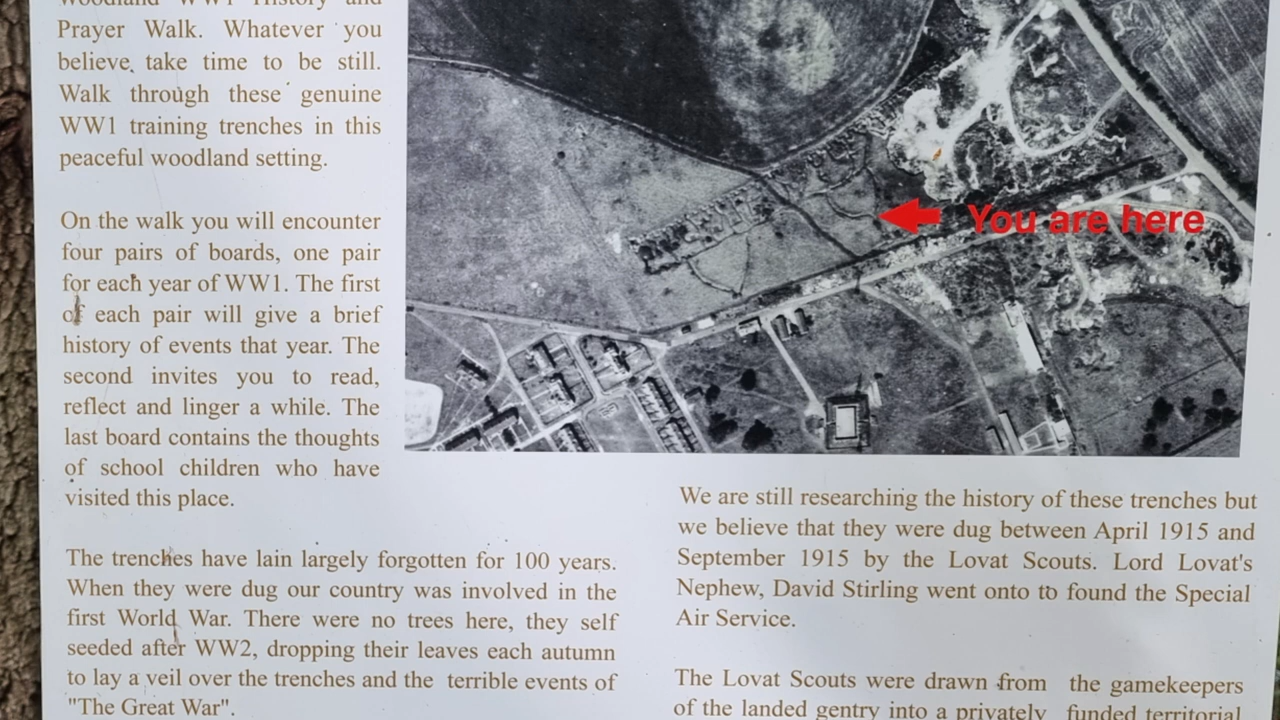 Woodland WW1 History and
Prayer Walk. Whatever you
believe, take time to be still.
Walk through these genuine
WW1 training trenches in this
peaceful woodland setting.
On the walk you will encounter
four pairs of boards, one pair
for each year of WW1. The first
of each pair will give a brief
history of events that year. The
second invites you to read,
reflect and linger a while. The
last board contains the thoughts
of school children who have
visited this place.
The trenches have lain largely forgotten for 100 years.
When they were dug our country was involved in the
first World War. There were no trees here, they self
seeded after WW2, dropping their leaves each autumn
to lay a veil over the trenches and the terrible events of
"The Great War".
You are here
We are still researching the history of these trenches but
we believe that they were dug between April 1915 and
September 1915 by the Lovat Scouts. Lord Lovat's
Nephew, David Stirling went onto to found the Special
Air Service.
The Lovat Scouts were drawn from the gamekeepers
of the landed gentry into a privately funded territorial